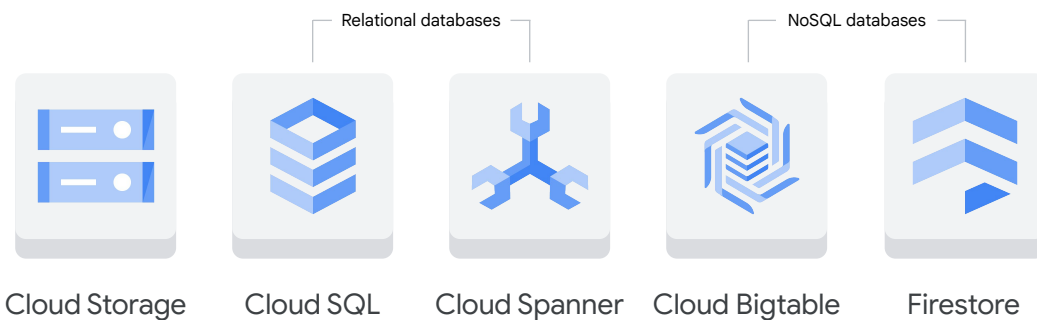 Relational databases
NoSQL databases
Cloud Storage
Cloud SQL
Cloud Spanner
Cloud Bigtable
Firestore